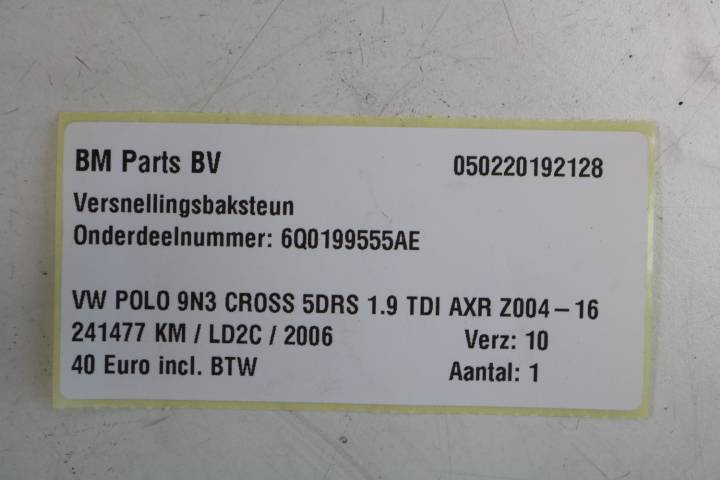 BM Parts BV 050220192128
Versnellingsbaksteun
Onderdeelnummer: 6Q0199555AE
VW POLO 9N3 CROSS 5DRS 1.9 TDI AXR Z004-16
241477 KM / LD2C / 2006 Verz: 10
40 Euro incl. BTW Aantal: 1